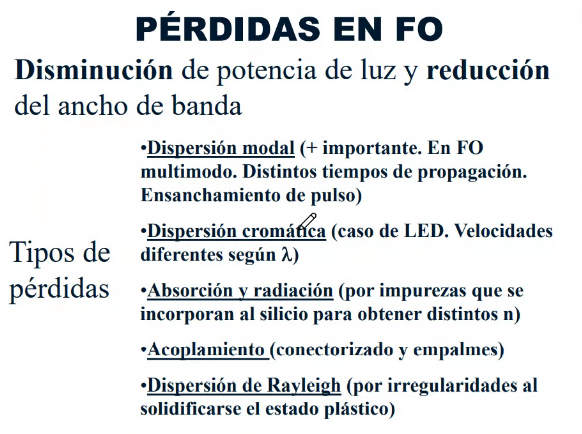 PÉRDIDAS EN FO
Disminución de potencia de luz y reducción
del ancho de banda
•Dispersión modal (+ importante. En FO
multimodo. Distintos tiempos de propagación.
Ensanchamiento de pulso)
•Dispersión cromática (caso de LED. Velocidades
diferentes según λ)
Tipos de
pérdidas
•Absorción y radiación (por impurezas que se
incorporan al silicio para obtener distintos n)
•Acoplamiento (conectorizado y empalmes)
•Dispersión de Rayleigh (por irregularidades al
solidificarse el estado plástico)